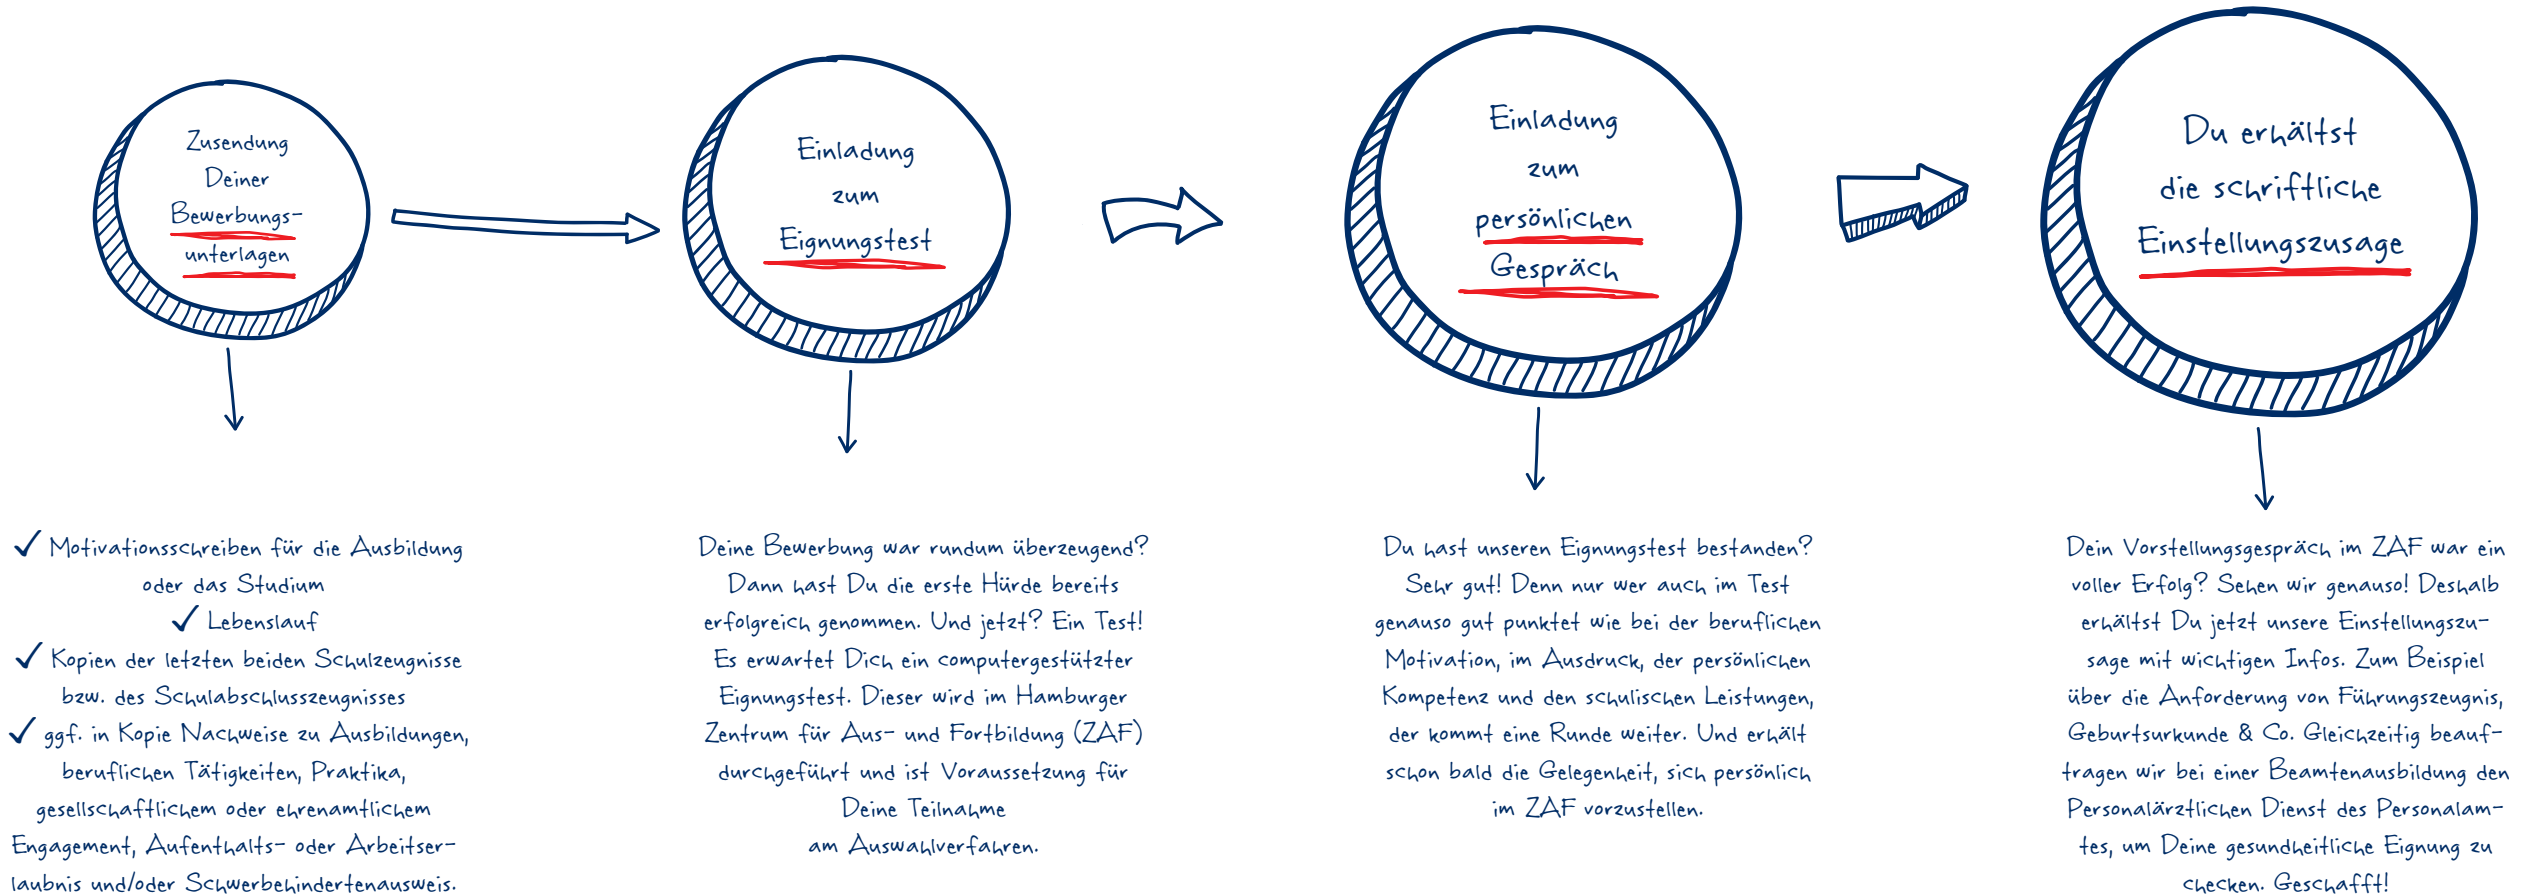 Zusendung
Deiner
Bewerbungs-
unterlagen
✓ Motivationsschreiben für die Ausbildung
oder das Studium
✓ Lebenslauf
✓ Kopien der letzten beiden Schulzeugnisse
bzw. des Schulabschlusszeugnisses
✓ ggf. in Kopie Nachweise zu Ausbildungen,
beruflichen Tätigkeiten, Praktika,
gesellschaftlichem oder ehrenamtlichem
Engagement, Aufenthalts- oder Arbeitser-
laubnis und/oder Schwerbehindertenausweis.
Einladung
zum
Eignungstest
Deine Bewerbung war rundum überzeugend?
Dann hast Du die erste Hürde bereits
erfolgreich genommen. Und jetzt? Ein Test!
Es erwartet Dich ein computergestützter
Eignungstest. Dieser wird im Hamburger
Zentrum für Aus- und Fortbildung (ZAF)
durchgeführt und ist Voraussetzung für
Deine Teilnahme
am Auswahlverfahren.
Einladung
zum
persönlichen
Gespräch
Du hast unseren Eignungstest bestanden?
Sehr gut! Denn nur wer auch im Test
genauso gut punktet wie bei der beruflichen
Motivation, im Ausdruck, der persönlichen
Kompetenz und den schulischen Leistungen,
der kommt eine Runde weiter. Und erhält
schon bald die Gelegenheit, sich persönlich
im ZAF vorzustellen.
Du erhältst
die schriftliche
Einstellungszusage
Dein Vorstellungsgespräch im ZAF war ein
voller Erfolg? Sehen wir genauso! Deshalb
erhältst Du jetzt unsere Einstellungszu-
sage mit wichtigen Infos. Zum Beispiel
über die Anforderung von Führungszeugnis,
Geburtsurkunde & Co. Gleichzeitig beauf-
tragen wir bei einer Beamtenausbildung den
Personalärztlichen Dienst des Personalam-
tes, um Deine gesundheitliche Eignung zu
checken. Geschafft!